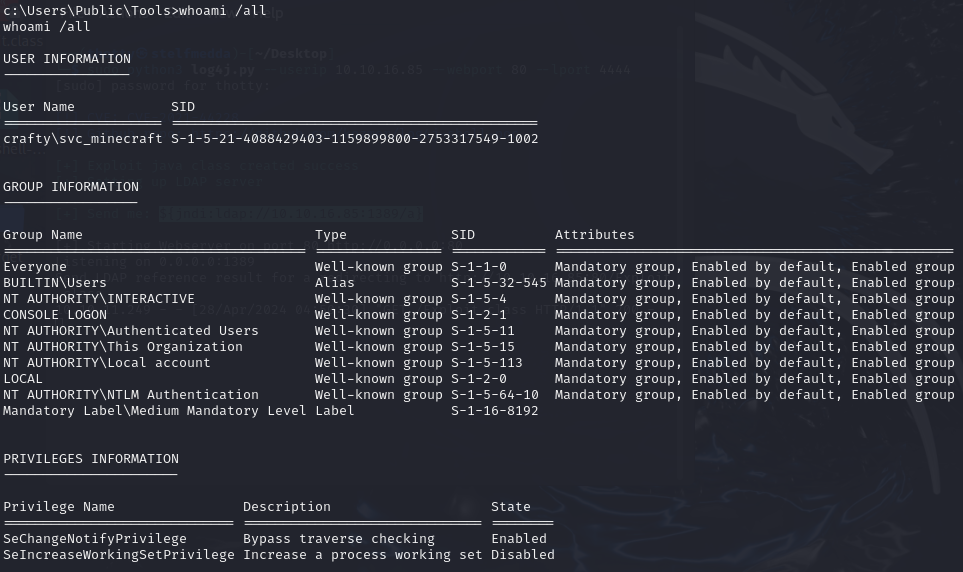 c:\Users\Public\Tools>whoami /all
whoami /all
USER INFORMATION
----------------
User Name SID
==================== ==============================================
crafty\svc_minecraft S-1-5-21-4088429403-1159899800-2753317549-1002
GROUP INFORMATION
-----------------
Group Name Type SID Attributes
====================================== ================ ============ ==================================================
Everyone Well-known group S-1-1-0 Mandatory group, Enabled by default, Enabled group
BUILTIN\Users Alias S-1-5-32-545 Mandatory group, Enabled by default, Enabled group
NT AUTHORITY\INTERACTIVE Well-known group S-1-5-4 Mandatory group, Enabled by default, Enabled group
CONSOLE LOGON Well-known group S-1-2-1 Mandatory group, Enabled by default, Enabled group
NT AUTHORITY\Authenticated Users Well-known group S-1-5-11 Mandatory group, Enabled by default, Enabled group
NT AUTHORITY\This Organization Well-known group S-1-5-15 Mandatory group, Enabled by default, Enabled group
NT AUTHORITY\Local account Well-known group S-1-5-113 Mandatory group, Enabled by default, Enabled group
LOCAL Well-known group S-1-2-0 Mandatory group, Enabled by default, Enabled group
NT AUTHORITY\NTLM Authentication Well-known group S-1-5-64-10 Mandatory group, Enabled by default, Enabled group
Mandatory Label\Medium Mandatory Level Label S-1-16-8192
PRIVILEGES INFORMATION
----------------------
Privilege Name Description State
============================= ============================== ========
SeChangeNotifyPrivilege Bypass traverse checking Enabled
SeIncreaseWorkingSetPrivilege Increase a process working set Disabled